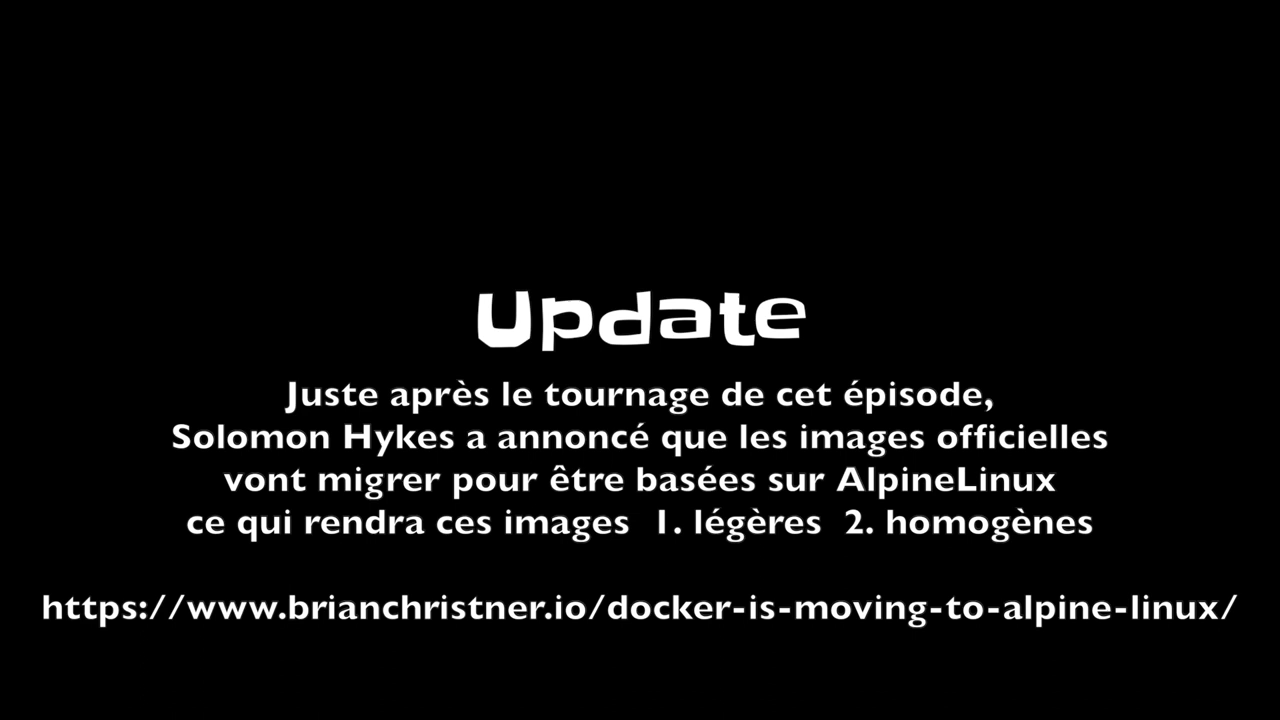 Update
Juste après le tournage de cet épisode,
Solomon Hykes a annoncé que les images officielles
vont migrer pour être basées sur AlpineLinux
ce qui rendra ces images 1. légères 2. homogènes
https://www.brianchristner.io/docker-is-moving-to-alpine-linux/